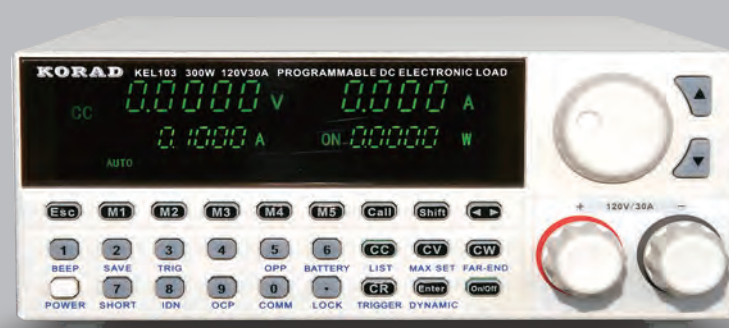 KORAD KEL103 300W 120V30A PROGRAMMABLE DC ELECTRONIC LOAD
CC 0.0000 V 0.000 A
0.1000 A ON 0.0000 W
AUTO
Esc M1 M2 M3 M4 M5 Call Shift
+ 120V/30A −
1 2 3 4 5 6 CC CV CW
BEEP SAVE TRIG OPP BATTERY LIST MAX SET FAR-END
7 8 9 0 . CR Enter On/Off
POWER SHORT IDN OCP COMM LOCK TRIGGER DYNAMIC